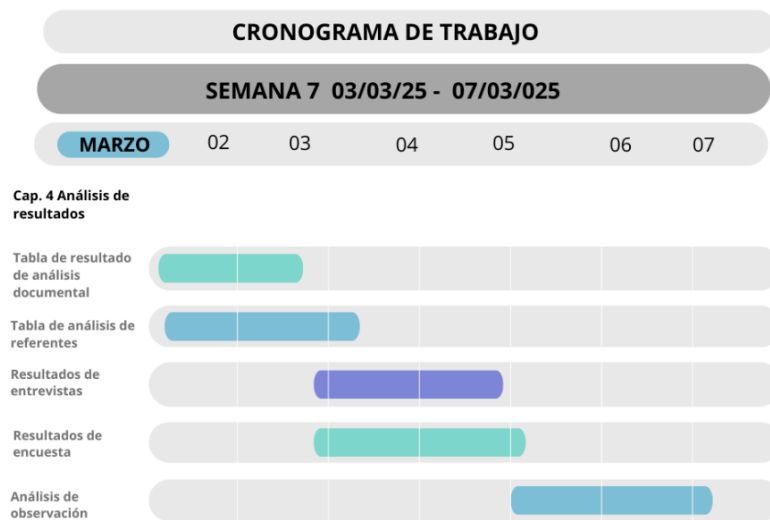 CRONOGRAMA DE TRABAJO
SEMANA 7 03/03/25 - 07/03/025
MARZO 02 03 04 05 06 07
Cap. 4 Análisis de
resultados
Tabla de resultado
de análisis
documental
Tabla de análisis de
referentes
Resultados de
entrevistas
Resultados de
encuesta
Análisis de
observación